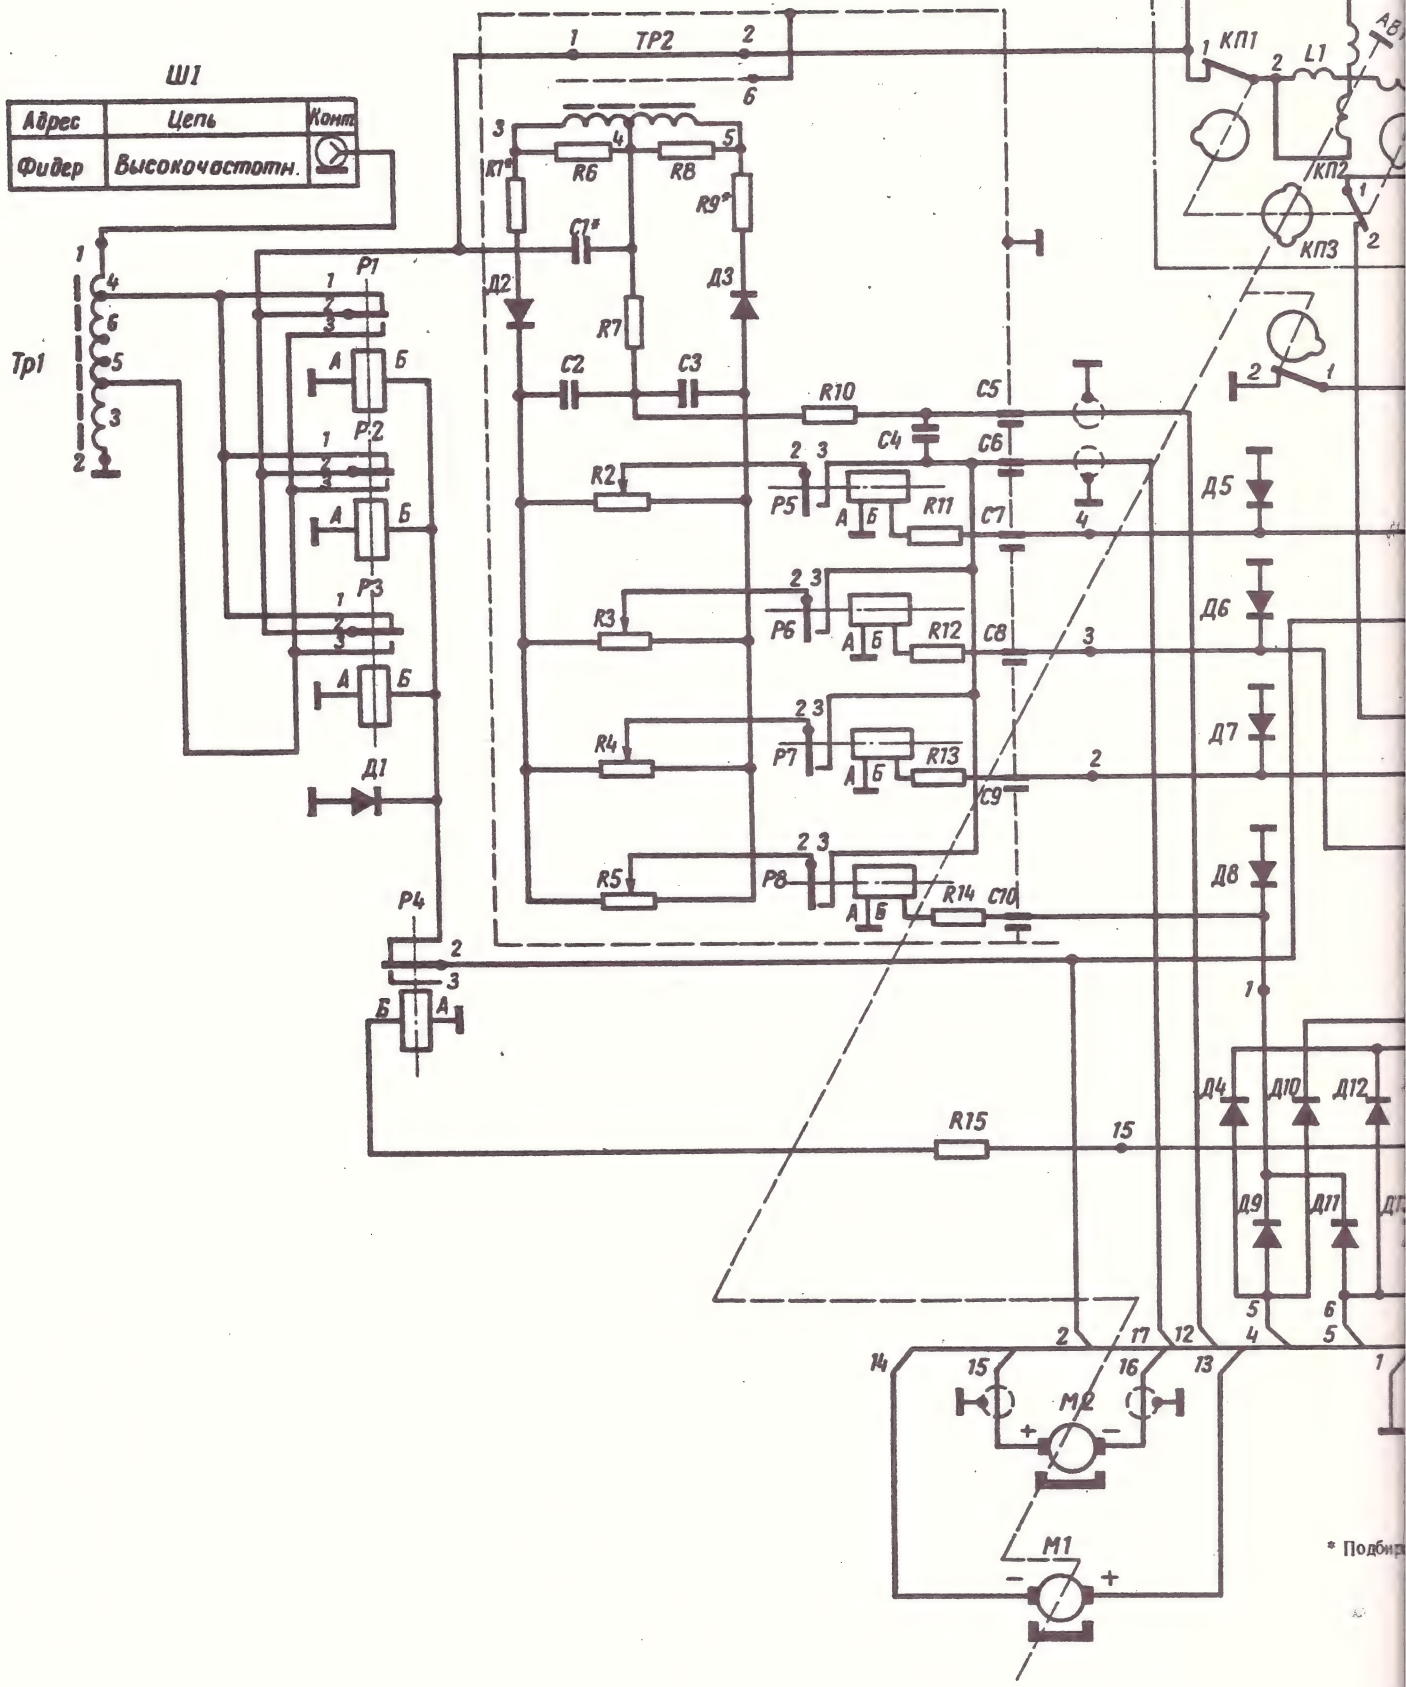 Ш1
Адрес Цепь Конт
Фидер Высокочастотн.
1 ТР2 2
6
3 4 5
R1* R6 R8 R9*
C1*
Д2 R7 Д3
C2 C3
1 4 6 5 3 2
Тр1
Р1
1 2 3
А Б
Р2
1 2 3
А Б
Р3
1 2 3
А Б
Д1
Р4
2 3
Б А
R10 C4 C5 C6
R2 2 3 Р5 А Б R11 C7 4 Д5
R3 2 3 Р6 А Б R12 C8 3 Д6
R4 2 3 Р7 А Б R13 C9 2 Д7
R5 2 3 Р8 А Б R14 C10 Д8
1
R15 15
1 КП1 2 L1
КП2 1 2
КП3
2 1
Д4 Д10 Д12
Д9 Д11
5 6
2 17 12 4 5
14 15 16 13 1
М2
+ −
М1
− +